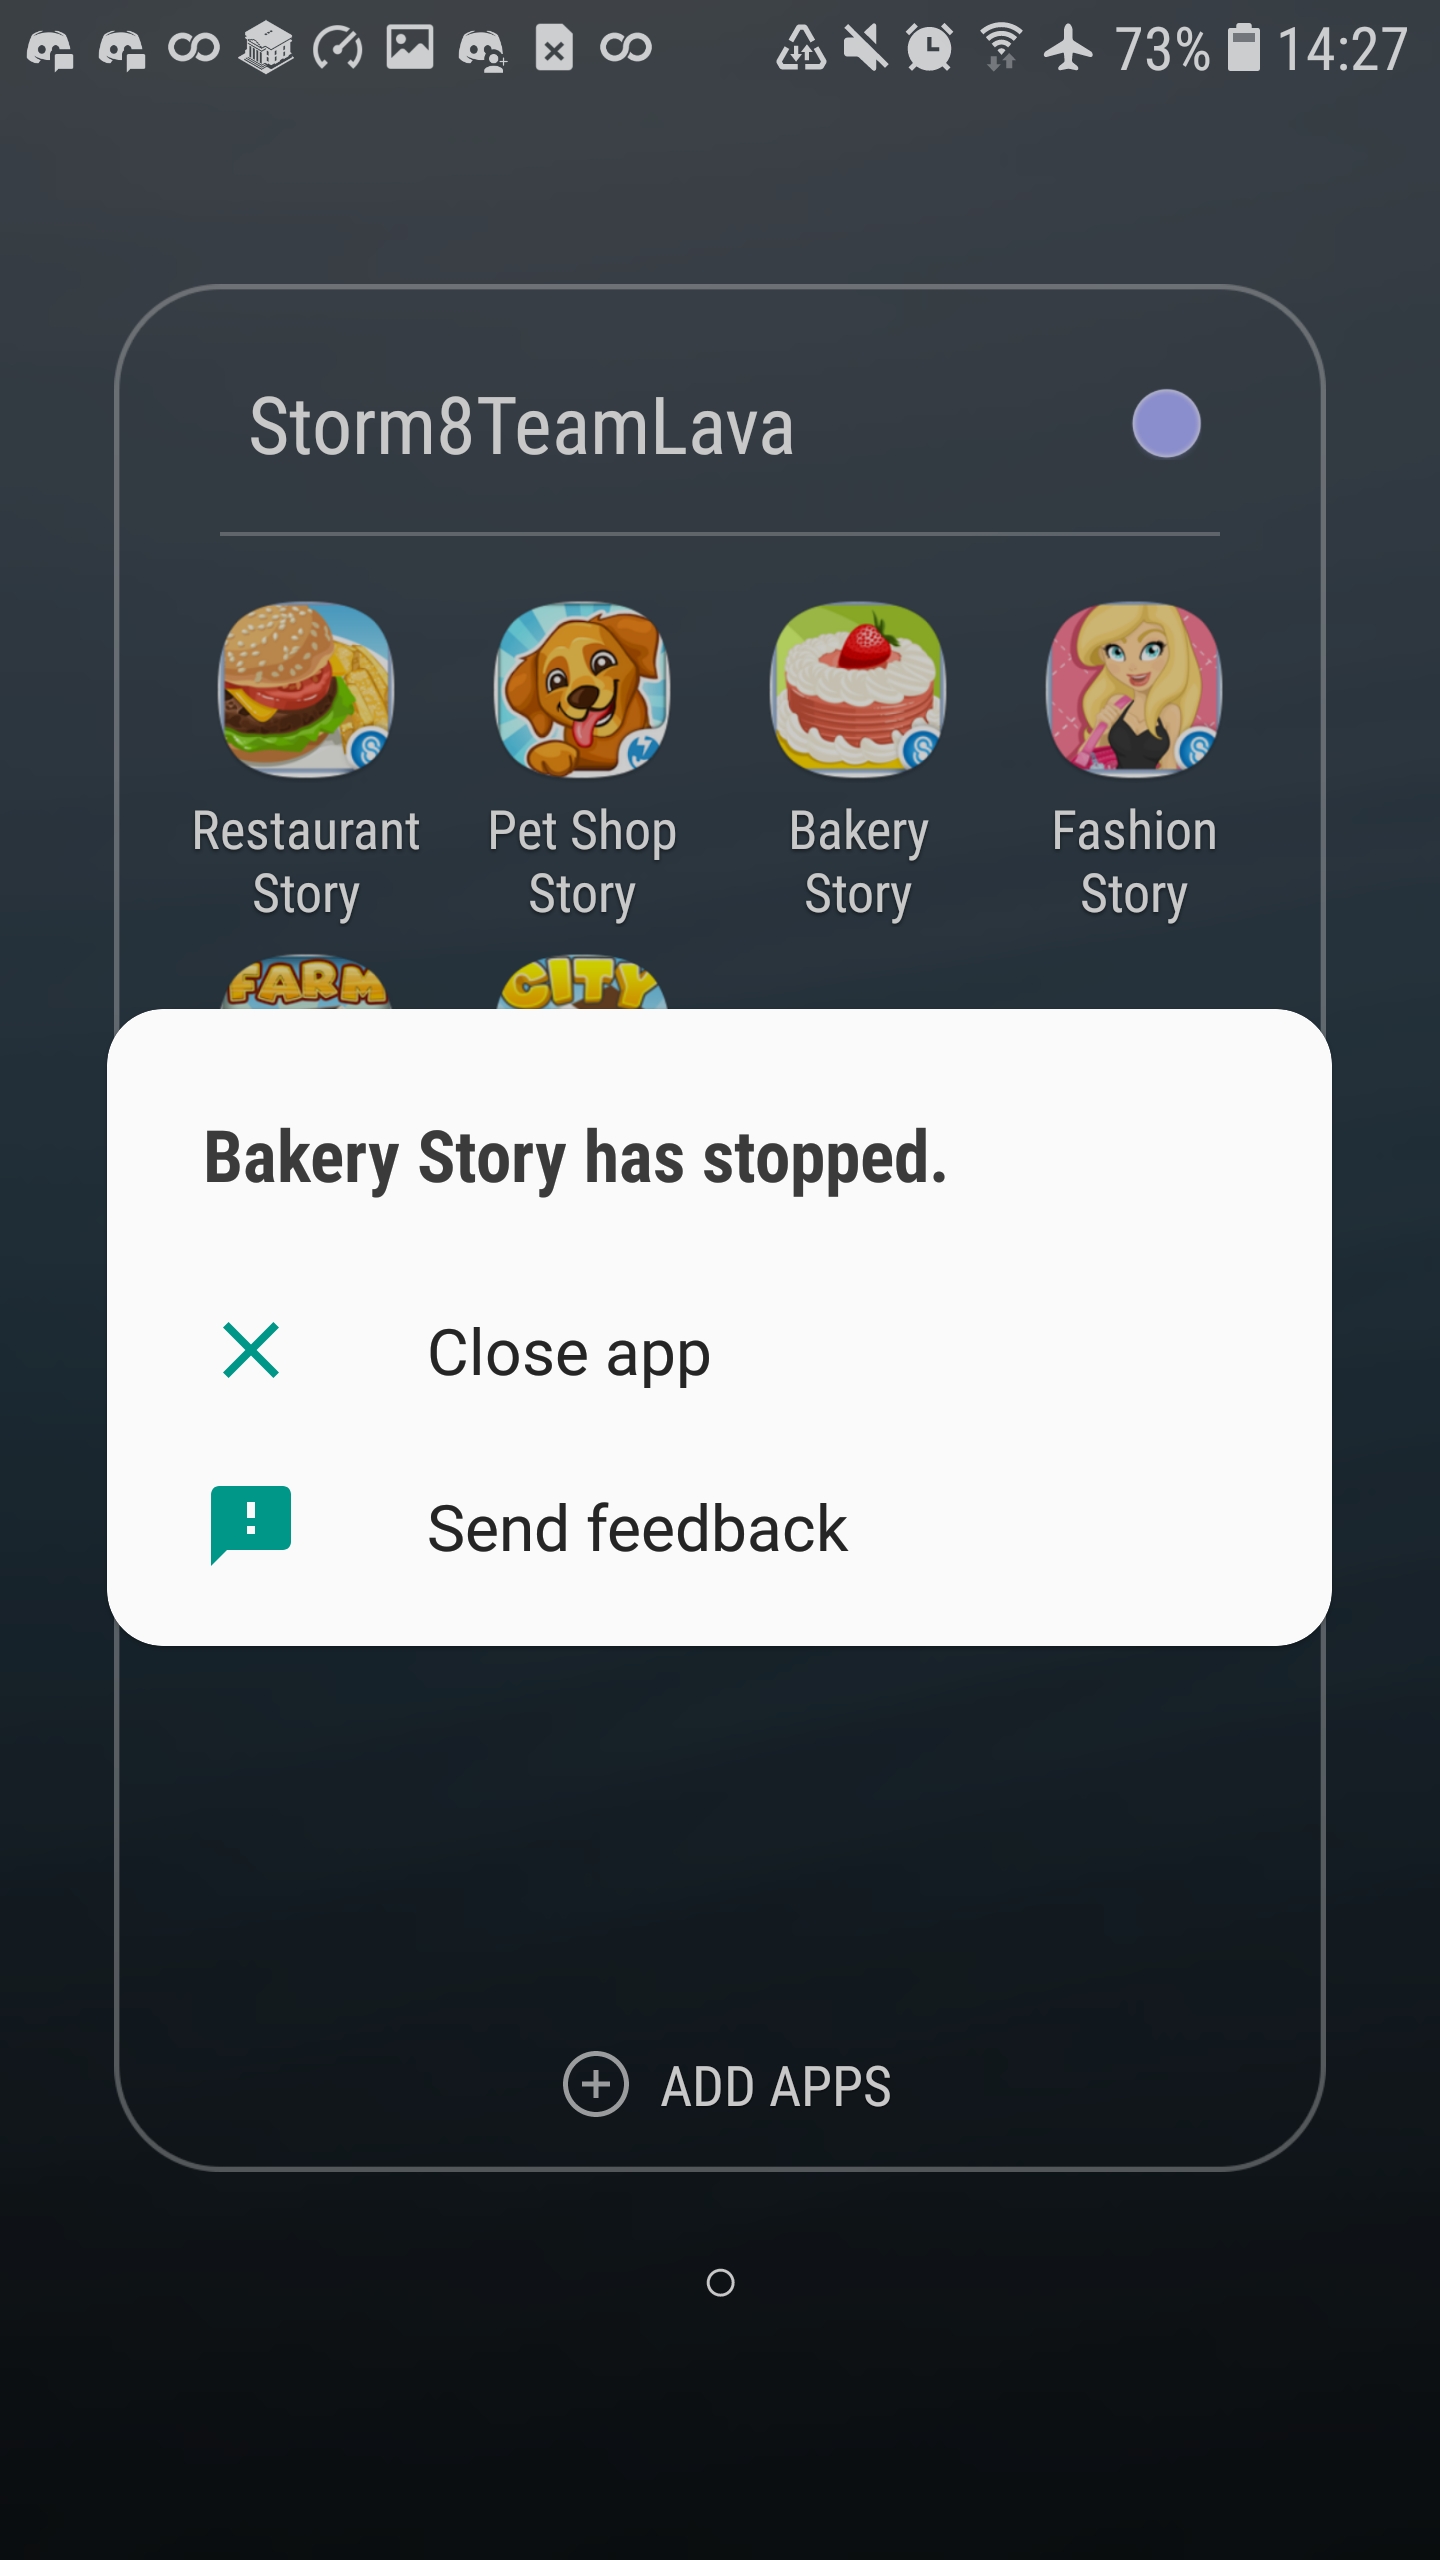 73% 14:27
Storm8TeamLava
Restaurant Story
Pet Shop Story
Bakery Story
Fashion Story
FARM
CITY
Bakery Story has stopped.
Close app
Send feedback
ADD APPS